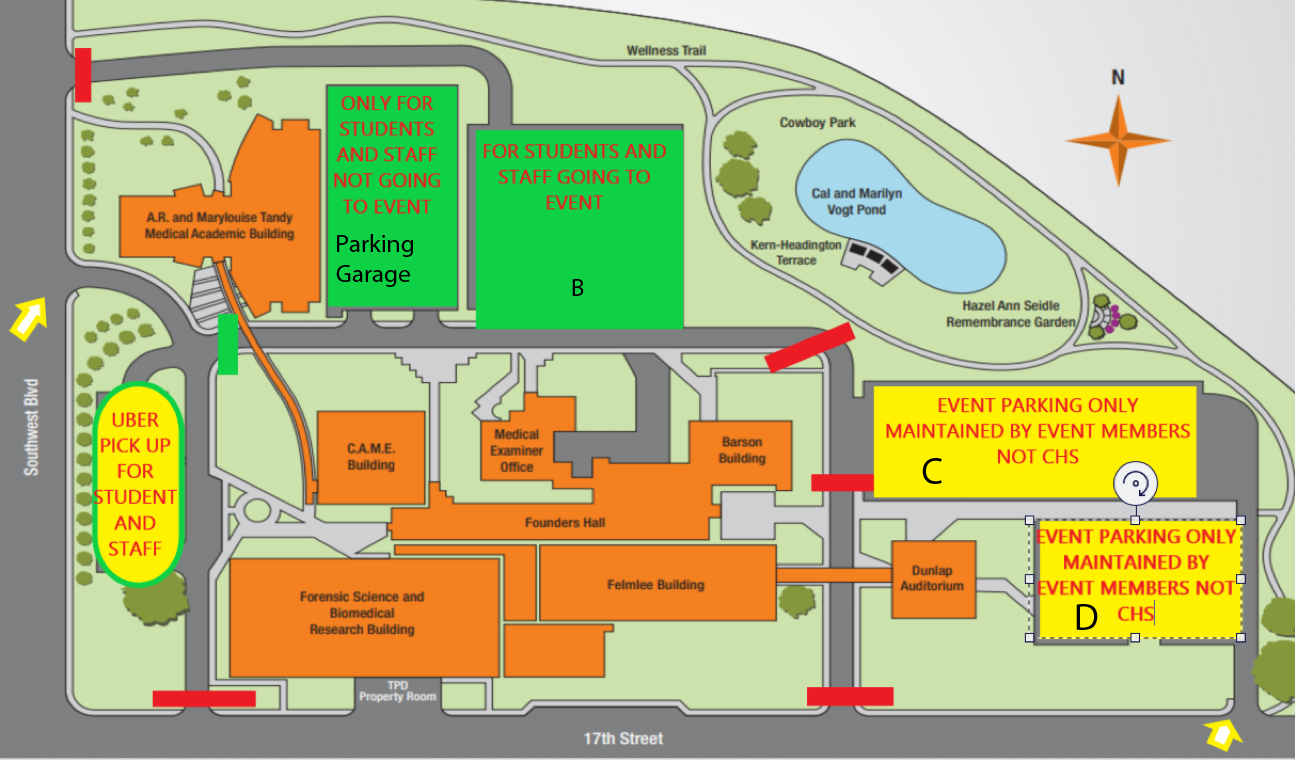 Wellness Trail
N
ONLY FOR
STUDENTS
AND STAFF
NOT GOING
TO EVENT
Parking
Garage
FOR STUDENTS AND
STAFF GOING TO
EVENT
B
Cowboy Park
Cal and Marilyn
Vogt Pond
Kern-Headington
Terrace
Hazel Ann Seidle
Remembrance Garden
A.R. and Marylouise Tandy
Medical Academic Building
Southwest Blvd
UBER
PICK UP
FOR
STUDENT
AND
STAFF
C.A.M.E.
Building
Medical
Examiner
Office
Barson
Building
EVENT PARKING ONLY
MAINTAINED BY EVENT MEMBERS
NOT CHS
C
Founders Hall
EVENT PARKING ONLY
MAINTAINED BY
EVENT MEMBERS NOT
CHS
D
Forensic Science and
Biomedical
Research Building
Felmlee Building
Dunlap
Auditorium
TPD
Property Room
17th Street